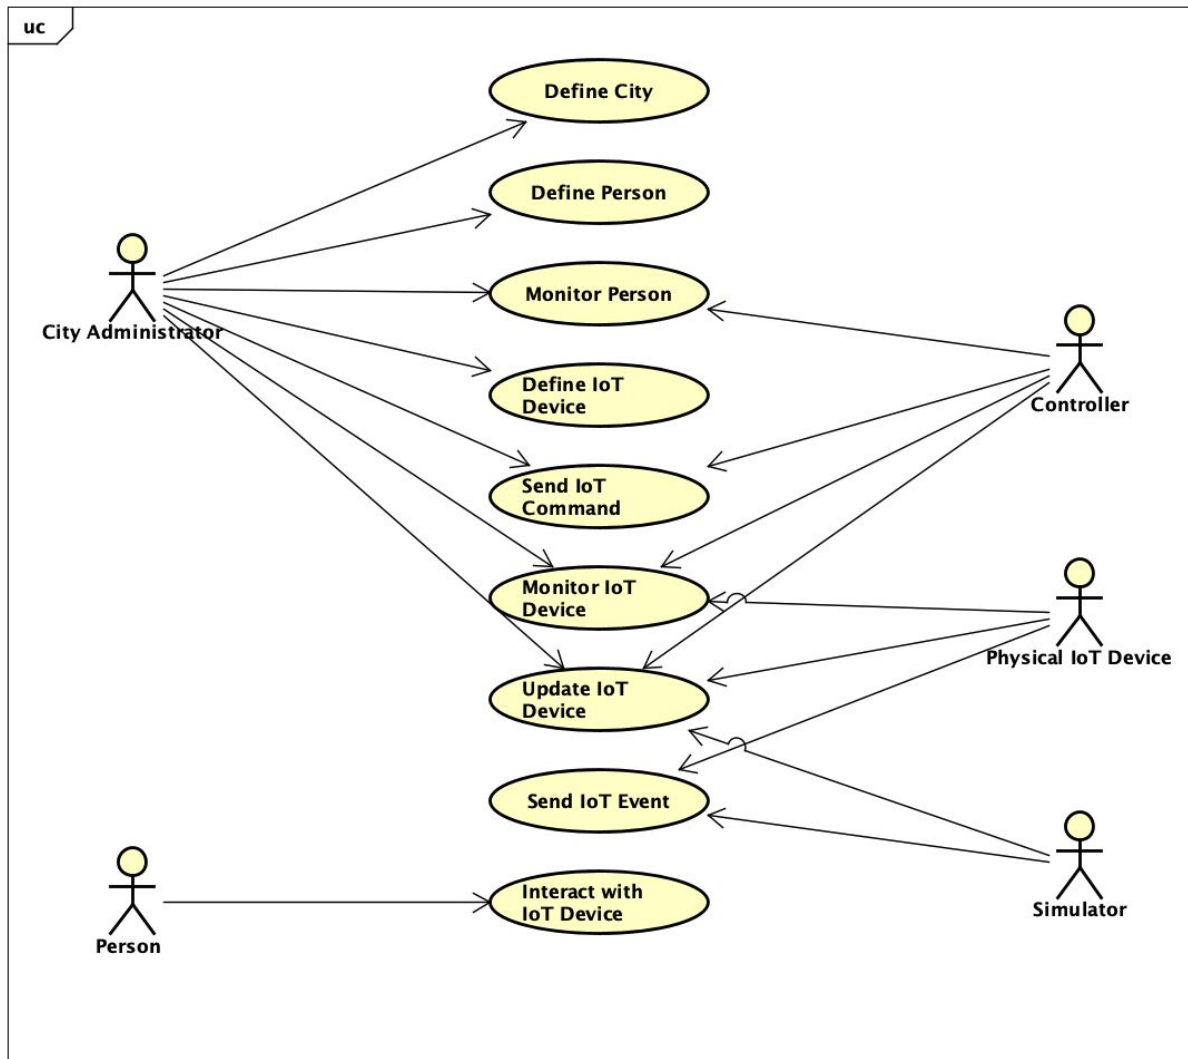 uc
Define City
Define Person
City Administrator
Monitor Person
Define IoT
Device
Controller
Send IoT
Command
Monitor IoT
Device
Physical IoT Device
Update IoT
Device
Send IoT Event
Interact with
IoT Device
Simulator
Person